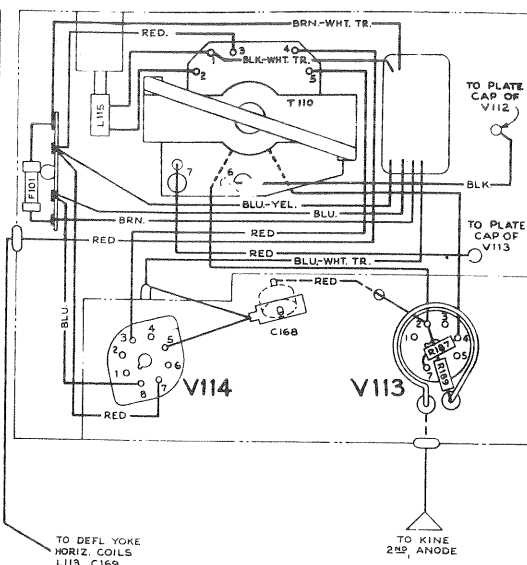 BRN.-WHT. TR.
RED.
3
4
1
BLK-WHT. TR.
2
5
L115
T110
TO PLATE
CAP OF
V112
F101
7
6
BLK
BLU-YEL.
BLU.
BRN.
RED
RED
RED
BLU-WHT. TR.
TO PLATE
CAP OF
V113
RED
C168
BLU
3
4
2
5
1
6
8
7
V114
RED
V113
2
3
1
4
R187
5
7
R189
TO DEFL YOKE
HORIZ. COILS
L113, C169
TO KINE
2ND. ANODE